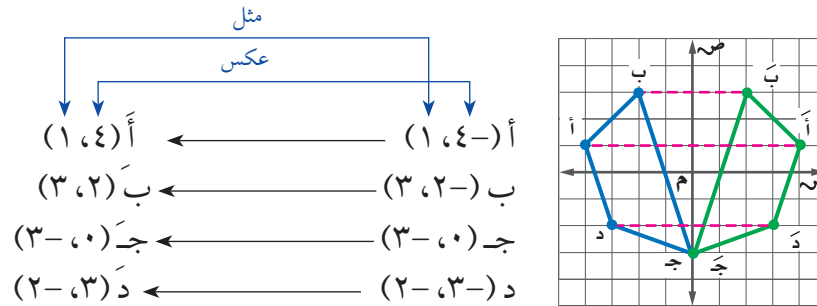 مثل
عكس
أ (-٤، ١) أَ (٤، ١)
ب (-٢، ٣) بَ (٢، ٣)
جـ (٠، -٣) جـَ (٠، -٣)
د (-٣، -٢) دَ (٣، -٢)
ص
ب بَ
أ أَ
س
م
د دَ
جـ جـَ